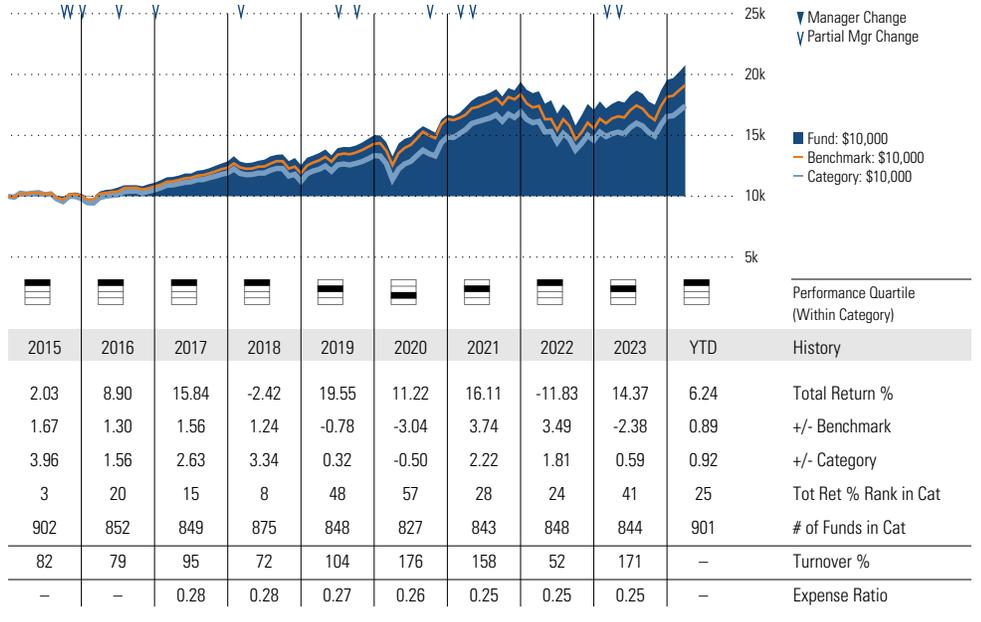 25k
20k
15k
10k
5k
Manager Change
Partial Mgr Change
Fund: $10,000
Benchmark: $10,000
Category: $10,000
Performance Quartile
(Within Category)
2015 2016 2017 2018 2019 2020 2021 2022 2023 YTD History
2.03 8.90 15.84 -2.42 19.55 11.22 16.11 -11.83 14.37 6.24 Total Return %
1.67 1.30 1.56 1.24 -0.78 -3.04 3.74 3.49 -2.38 0.89 +/- Benchmark
3.96 1.56 2.63 3.34 0.32 -0.50 2.22 1.81 0.59 0.92 +/- Category
3 20 15 8 48 57 28 24 41 25 Tot Ret % Rank in Cat
902 852 849 875 848 827 843 848 844 901 # of Funds in Cat
82 79 95 72 104 176 158 52 171 – Turnover %
– – 0.28 0.28 0.27 0.26 0.25 0.25 0.25 – Expense Ratio